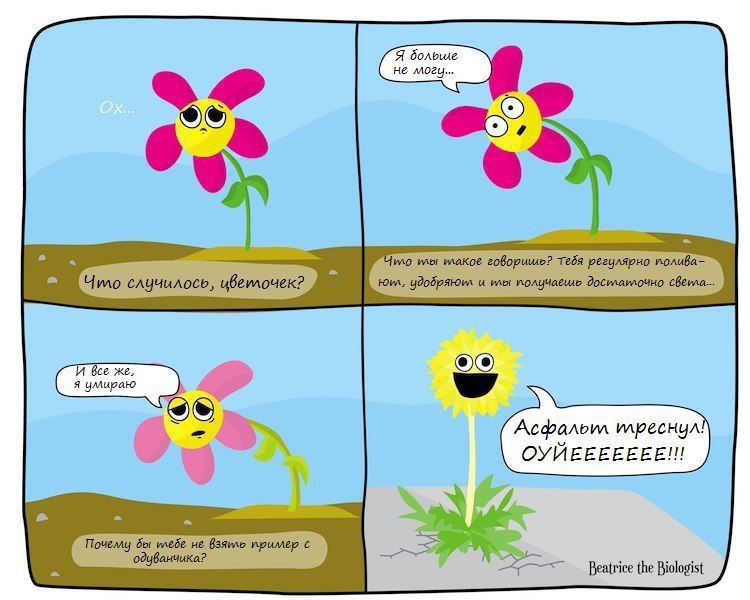 Ох...
Что случилось, цветочек?
Я больше
не могу...
Что ты такое говоришь? Тебя регулярно полива-
ют, удобряют и ты получаешь достаточно света...
И все же,
я умираю
Почему бы тебе не взять пример с
одуванчика?
Асфальт треснул!
ОУЙЕЕЕЕЕЕЕ!!!
Beatrice the Biologist